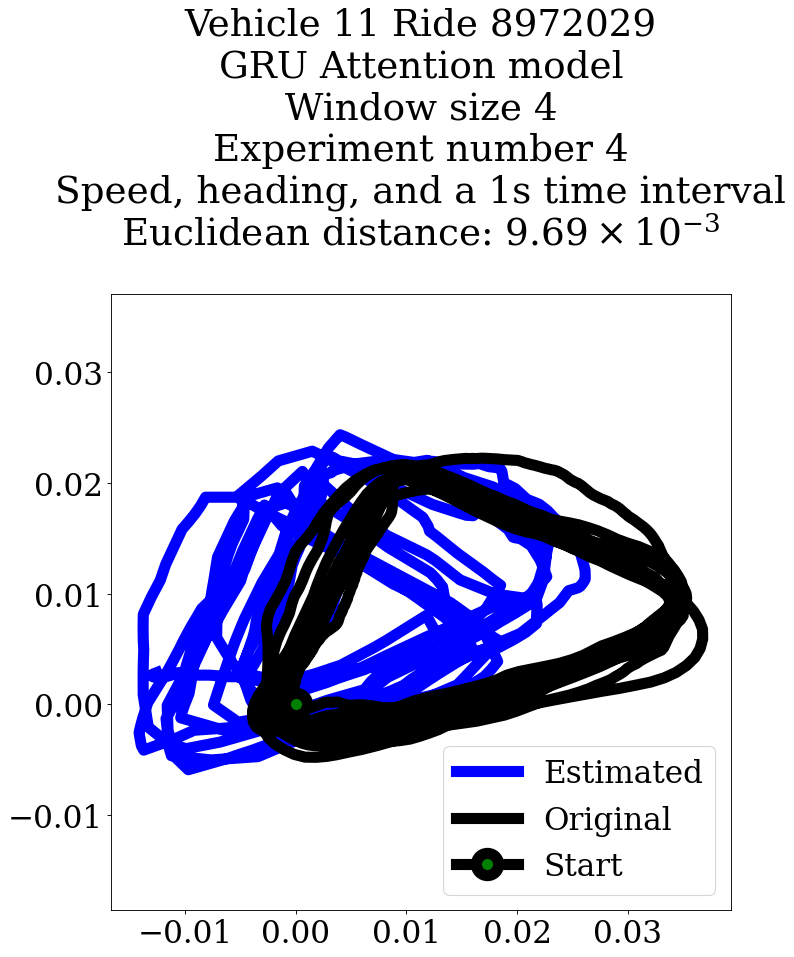 Vehicle 11 Ride 8972029
GRU Attention model
Window size 4
Experiment number 4
Speed, heading, and a 1s time interval
Euclidean distance: 9.69 × 10⁻³
0.03
0.02
0.01
0.00
−0.01
Estimated
Original
Start
−0.01 0.00 0.01 0.02 0.03